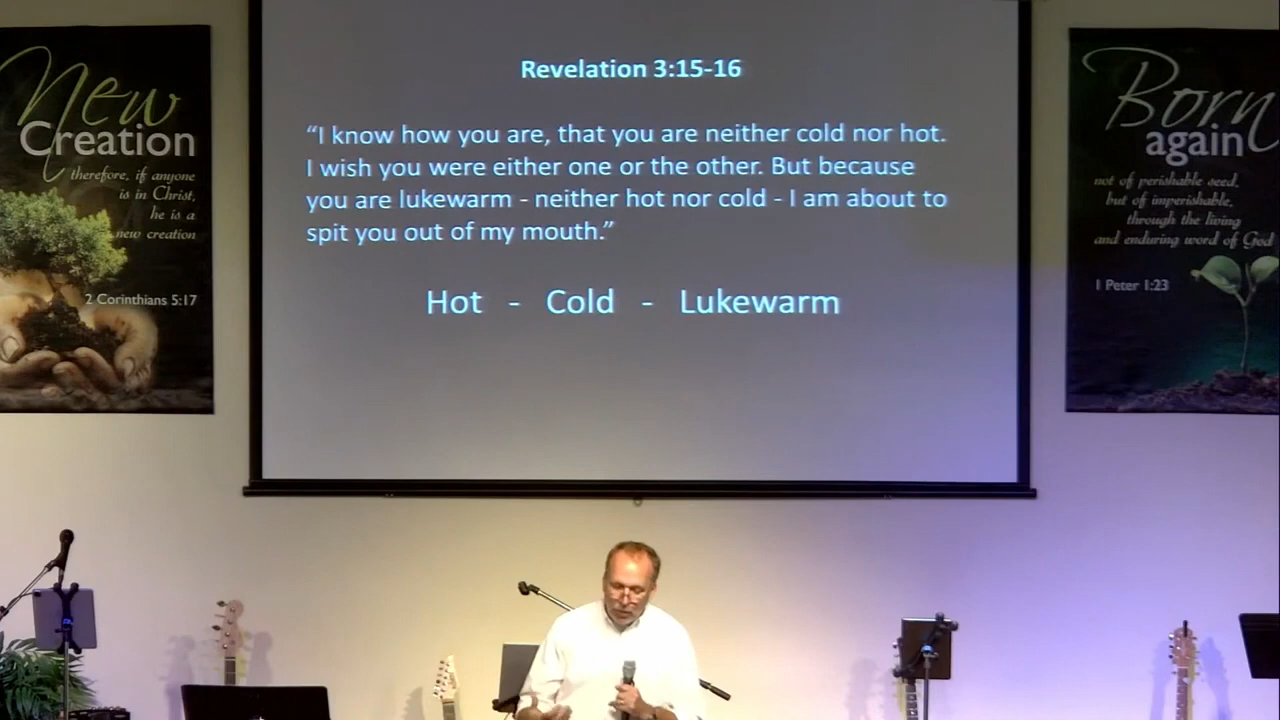 New
Creation
therefore, if anyone
is in Christ,
he is a
new creation
2 Corinthians 5:17
Revelation 3:15-16
“I know how you are, that you are neither cold nor hot.
I wish you were either one or the other. But because
you are lukewarm - neither hot nor cold - I am about to
spit you out of my mouth.”
Hot - Cold - Lukewarm
Born
again
not of perishable seed,
but of imperishable,
through the living
and enduring word of God
1 Peter 1:23